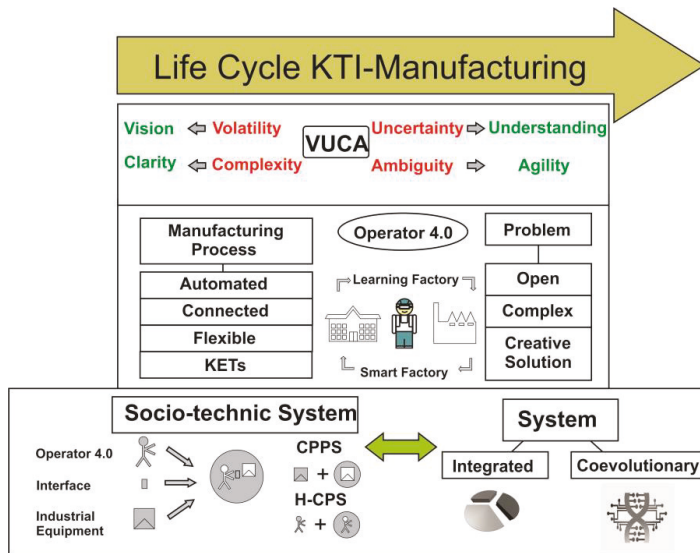 Life Cycle KTI-Manufacturing
Vision Volatility VUCA Uncertainty Understanding
Clarity Complexity Ambiguity Agility
Manufacturing
Process
Automated
Connected
Flexible
KETs
Operator 4.0
Learning Factory
Smart Factory
Problem
Open
Complex
Creative
Solution
Socio-technic System
Operator 4.0
Interface
Industrial
Equipment
CPPS
+
H-CPS
+
System
Integrated
Coevolutionary